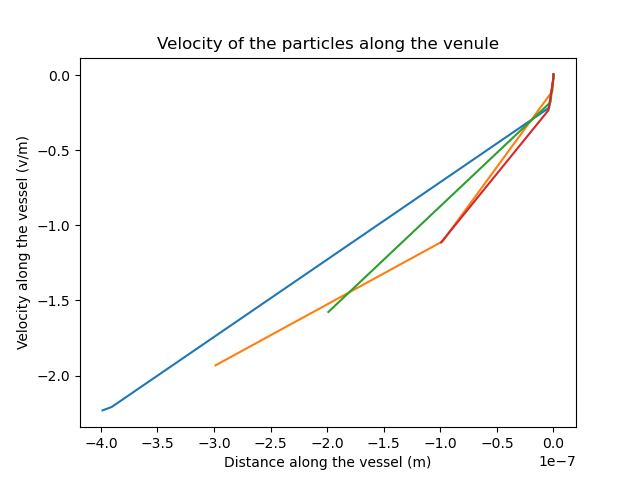 Velocity of the particles along the venule
Velocity along the vessel (v/m)
0.0
−0.5
−1.0
−1.5
−2.0
−4.0 −3.5 −3.0 −2.5 −2.0 −1.5 −1.0 −0.5 0.0
1e−7
Distance along the vessel (m)